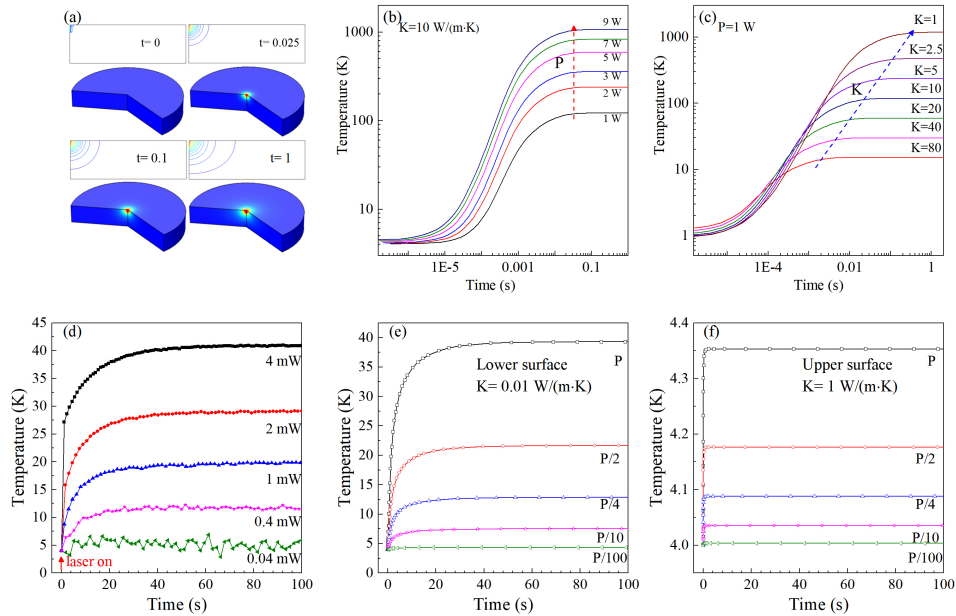 (a)
t= 0
t= 0.025
t= 0.1
t= 1
(b)
K=10 W/(m·K)
9 W
7 W
5 W
3 W
2 W
1 W
P
1000
100
10
Temperature (K)
1E-5
0.001
0.1
Time (s)
(c)
P=1 W
K=1
K=2.5
K=5
K=10
K=20
K=40
K=80
K
1000
100
10
1
Temperature (K)
1E-4
0.01
1
Time (s)
(d)
45
40
35
30
25
20
15
10
5
0
Temperature (K)
4 mW
2 mW
1 mW
0.4 mW
0.04 mW
laser on
0
20
40
60
80
100
Time (s)
(e)
Lower surface
K= 0.01 W/(m·K)
P
P/2
P/4
P/10
P/100
40
35
30
25
20
15
10
5
0
Temperature (K)
0
20
40
60
80
100
Time (s)
(f)
Upper surface
K= 1 W/(m·K)
P
P/2
P/4
P/10
P/100
4.4
4.3
4.2
4.1
4.0
Temperature (K)
0
20
40
60
80
100
Time (s)